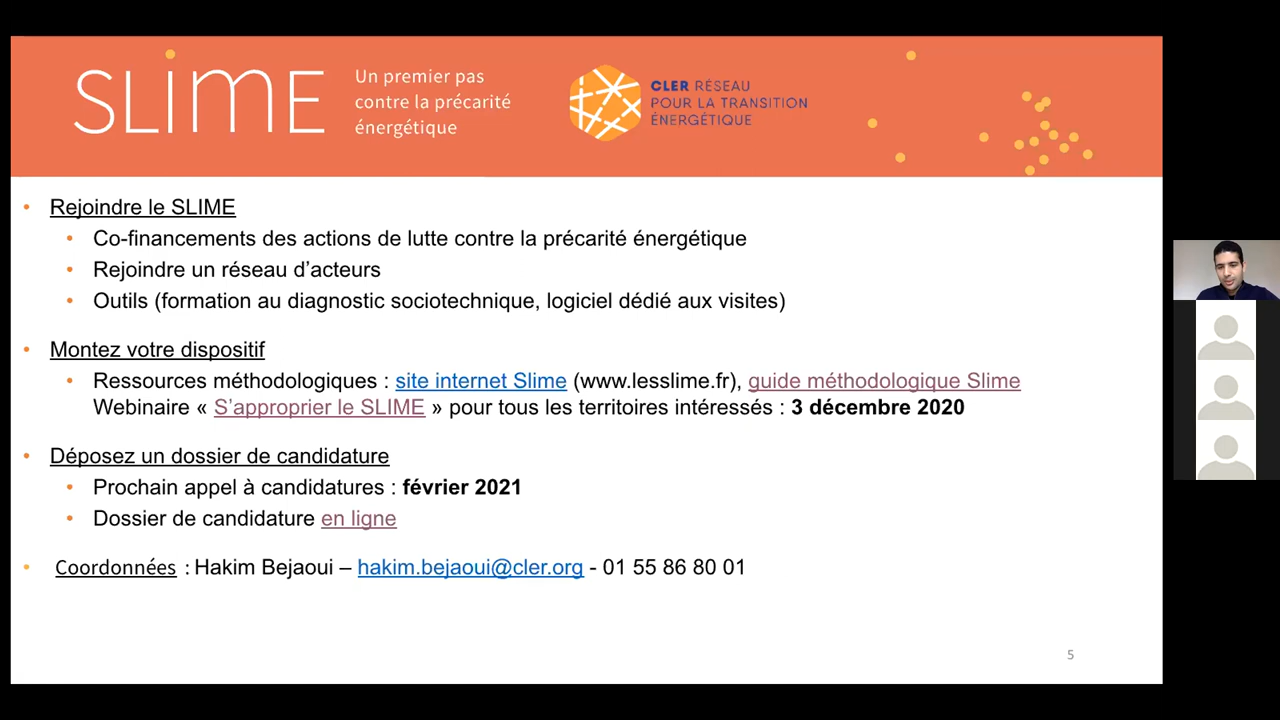 SLiME
Un premier pas
contre la précarité
énergétique
CLER RÉSEAU
POUR LA TRANSITION
ÉNERGÉTIQUE
• Rejoindre le SLIME
• Co-financements des actions de lutte contre la précarité énergétique
• Rejoindre un réseau d’acteurs
• Outils (formation au diagnostic sociotechnique, logiciel dédié aux visites)
• Montez votre dispositif
• Ressources méthodologiques : site internet Slime (www.lesslime.fr), guide méthodologique Slime
Webinaire « S’approprier le SLIME » pour tous les territoires intéressés : 3 décembre 2020
• Déposez un dossier de candidature
• Prochain appel à candidatures : février 2021
• Dossier de candidature en ligne
• Coordonnées : Hakim Bejaoui – hakim.bejaoui@cler.org - 01 55 86 80 01
5